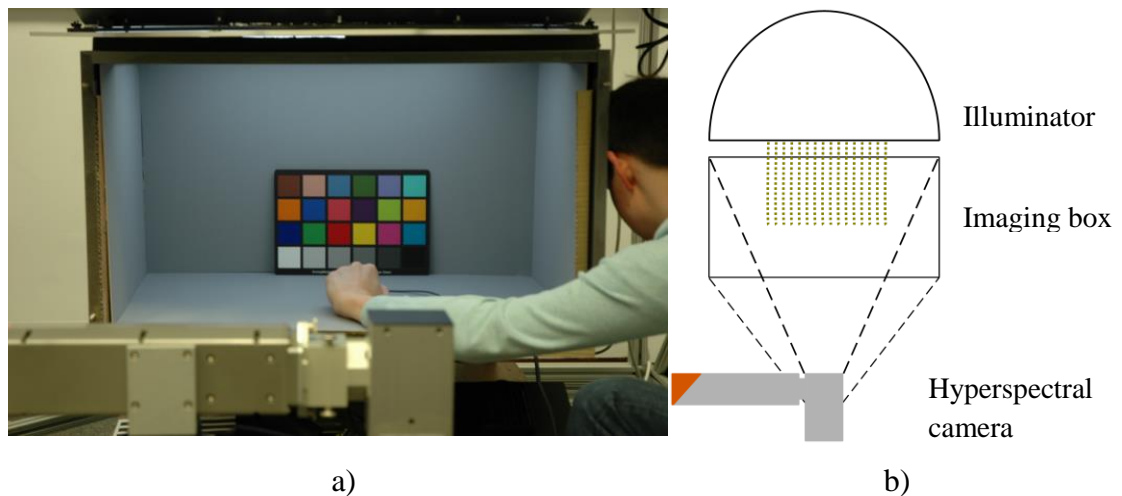 Illuminator
Imaging box
Hyperspectral
camera
a)
b)